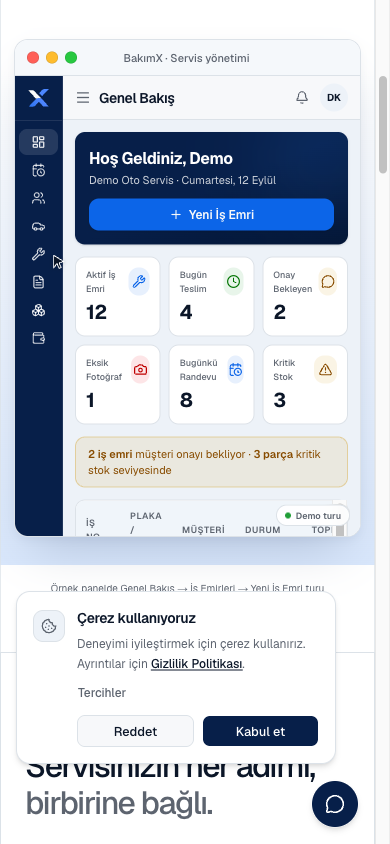 BakımX · Servis yönetimi
Genel Bakış
DK
Hoş Geldiniz, Demo
Demo Oto Servis · Cumartesi, 12 Eylül
+ Yeni İş Emri
Aktif İş Emri
12
Bugün Teslim
4
Onay Bekleyen
2
Eksik Fotoğraf
1
Bugünkü Randevu
8
Kritik Stok
3
2 iş emri müşteri onayı bekliyor · 3 parça kritik
stok seviyesinde
Demo turu
İŞ NO
PLAKA /
MÜŞTERİ
DURUM
Örnek panelde Genel Bakış → İş Emirleri → Yeni İş Emri turu
Çerez kullanıyoruz
Deneyimi iyileştirmek için çerez kullanırız.
Ayrıntılar için Gizlilik Politikası.
Tercihler
Reddet
Kabul et
Servisinizin her adımı,
birbirine bağlı.